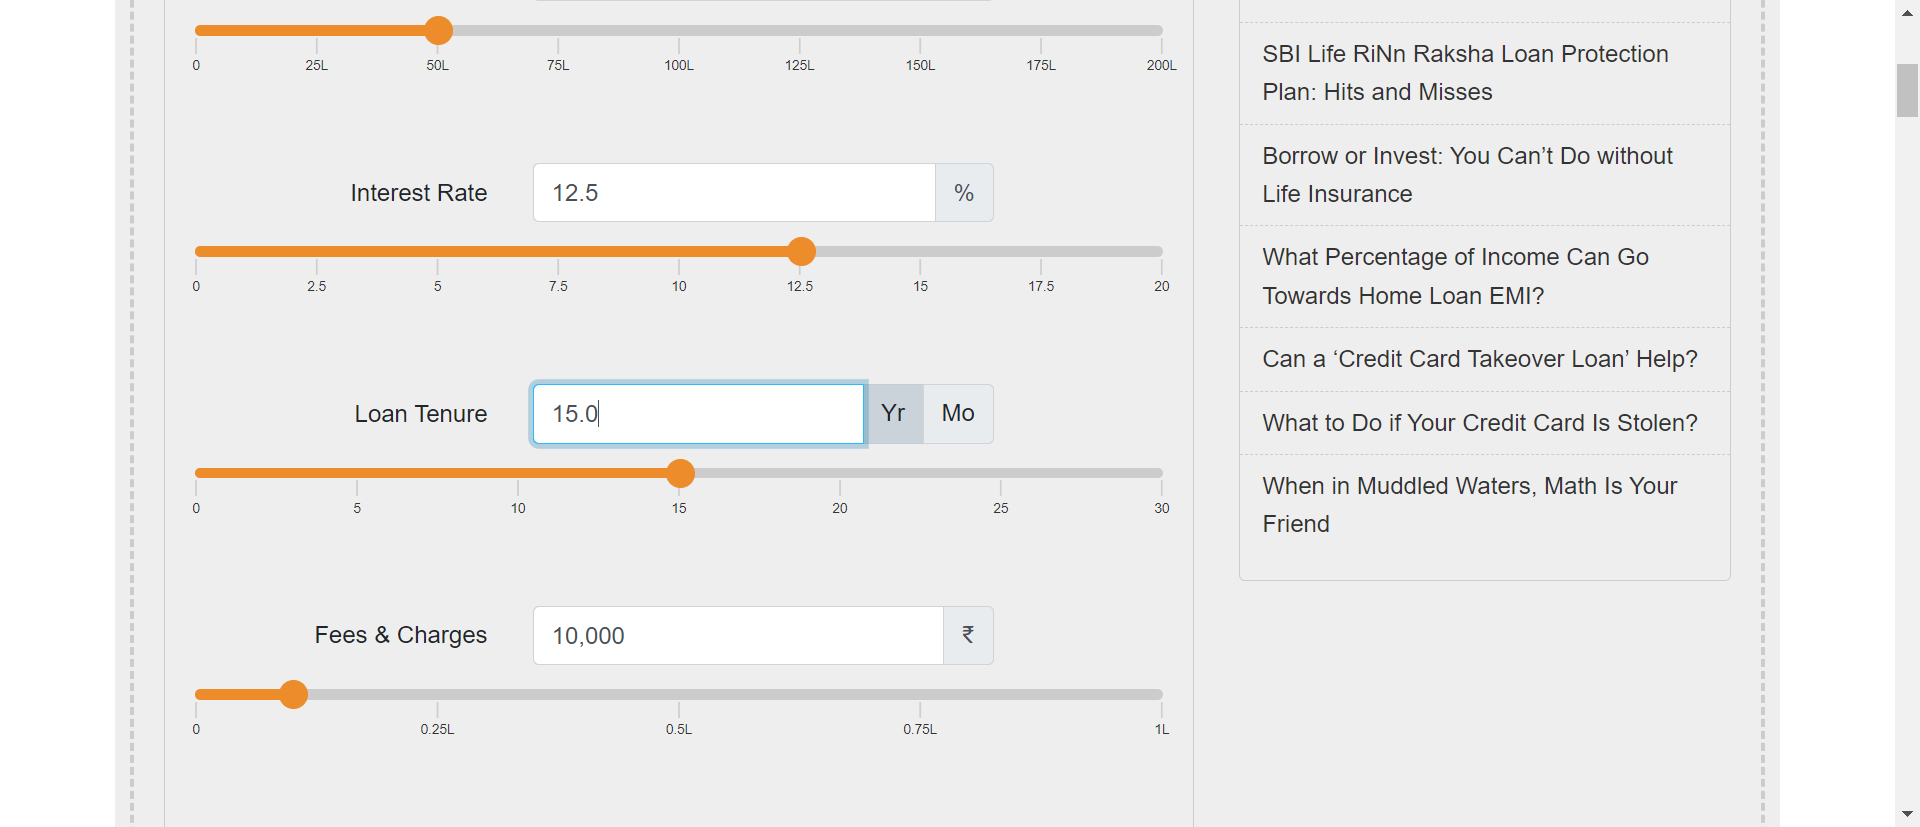 0 25L 50L 75L 100L 125L 150L 175L 200L
Interest Rate 12.5 %
0 2.5 5 7.5 10 12.5 15 17.5 20
Loan Tenure 15.0 Yr Mo
0 5 10 15 20 25 30
Fees & Charges 10,000 ₹
0 0.25L 0.5L 0.75L 1L
SBI Life RiNn Raksha Loan Protection
Plan: Hits and Misses
Borrow or Invest: You Can’t Do without
Life Insurance
What Percentage of Income Can Go
Towards Home Loan EMI?
Can a ‘Credit Card Takeover Loan’ Help?
What to Do if Your Credit Card Is Stolen?
When in Muddled Waters, Math Is Your
Friend